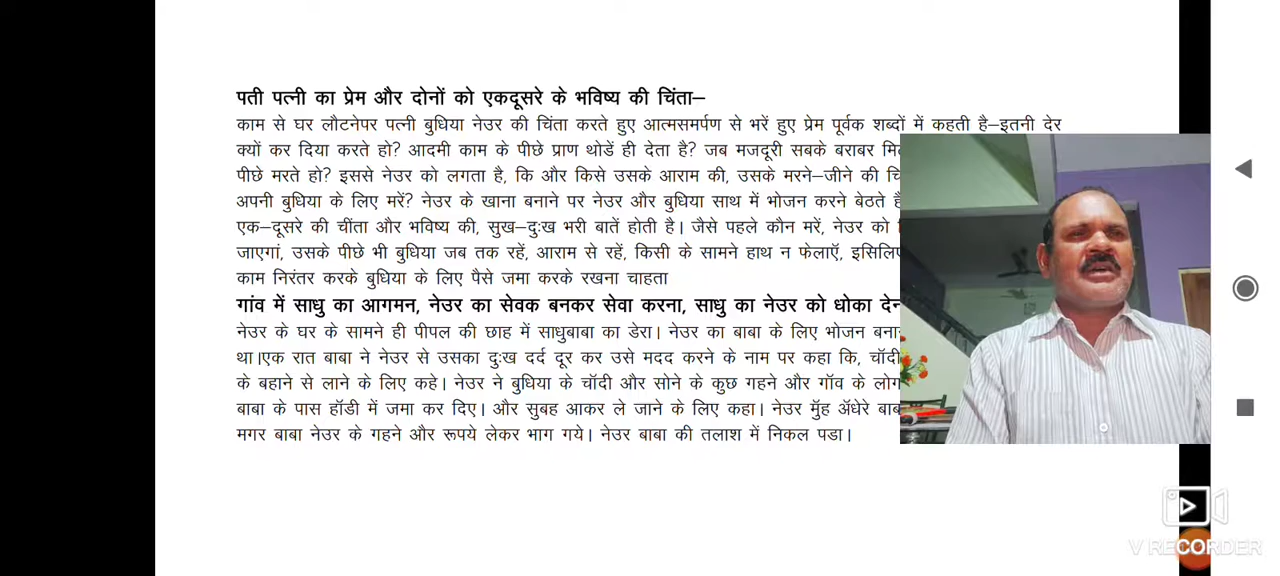 पती पत्नी का प्रेम और दोनों को एकदूसरे के भविष्य की चिंता–
काम से घर लौटनेपर पत्नी बुधिया नेउर की चिंता करते हुए आत्मसमर्पण से भरें हुए प्रेम पूर्वक शब्दों में कहती है–इतनी देर
क्यों कर दिया करते हो? आदमी काम के पीछे प्राण थोडें ही देता है? जब मजदूरी सबके बराबर
पीछे मरते हो? इससे नेउर को लगता है, कि और किसे उसके आराम की, उसके मरने–जीने की
अपनी बुधिया के लिए मरें? नेउर के खाना बनाने पर नेउर और बुधिया साथ में भोजन करने बेठते
एक–दूसरे की चींता और भविष्य की, सुख–दुःख भरी बातें होती है। जैसे पहले कौन मरें, नेउर को
जाएगां, उसके पीछे भी बुधिया जब तक रहें, आराम से रहें, किसी के सामने हाथ न फेलाऍ,
काम निरंतर करके बुधिया के लिए पैसे जमा करके रखना चाहता
गांव में साधु का आगमन, नेउर का सेवक बनकर सेवा करना, साधु का नेउर को धोका
नेउर के घर के सामने ही पीपल की छाह में साधुबाबा का डेरा। नेउर का बाबा के लिए भोजन
था।एक रात बाबा ने नेउर से उसका दुःख दर्द दूर कर उसे मदद करने के नाम पर कहा कि, चॉदी
के बहाने से लाने के लिए कहे। नेउर ने बुधिया के चॉदी और सोने के कुछ गहने और गॉव के
बाबा के पास हॉडी में जमा कर दिए। और सुबह आकर ले जाने के लिए कहा। नेउर मुॅह ॲधेरे
मगर बाबा नेउर के गहने और रूपये लेकर भाग गये। नेउर बाबा की तलाश में निकल पडा।
V RECORDER